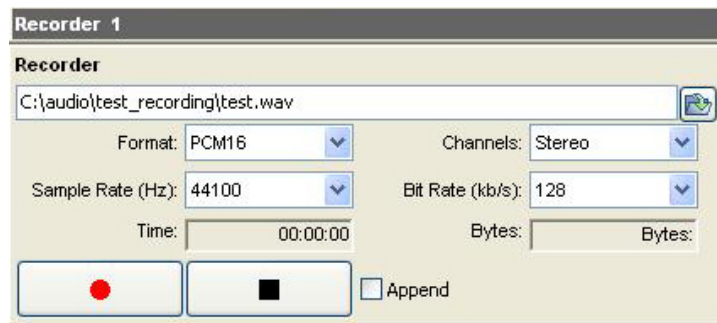 Recorder 1
Recorder
C:\audio\test_recording\test.wav
Format: PCM16 Channels: Stereo
Sample Rate (Hz): 44100 Bit Rate (kb/s): 128
Time: 00:00:00 Bytes: Bytes:
Append